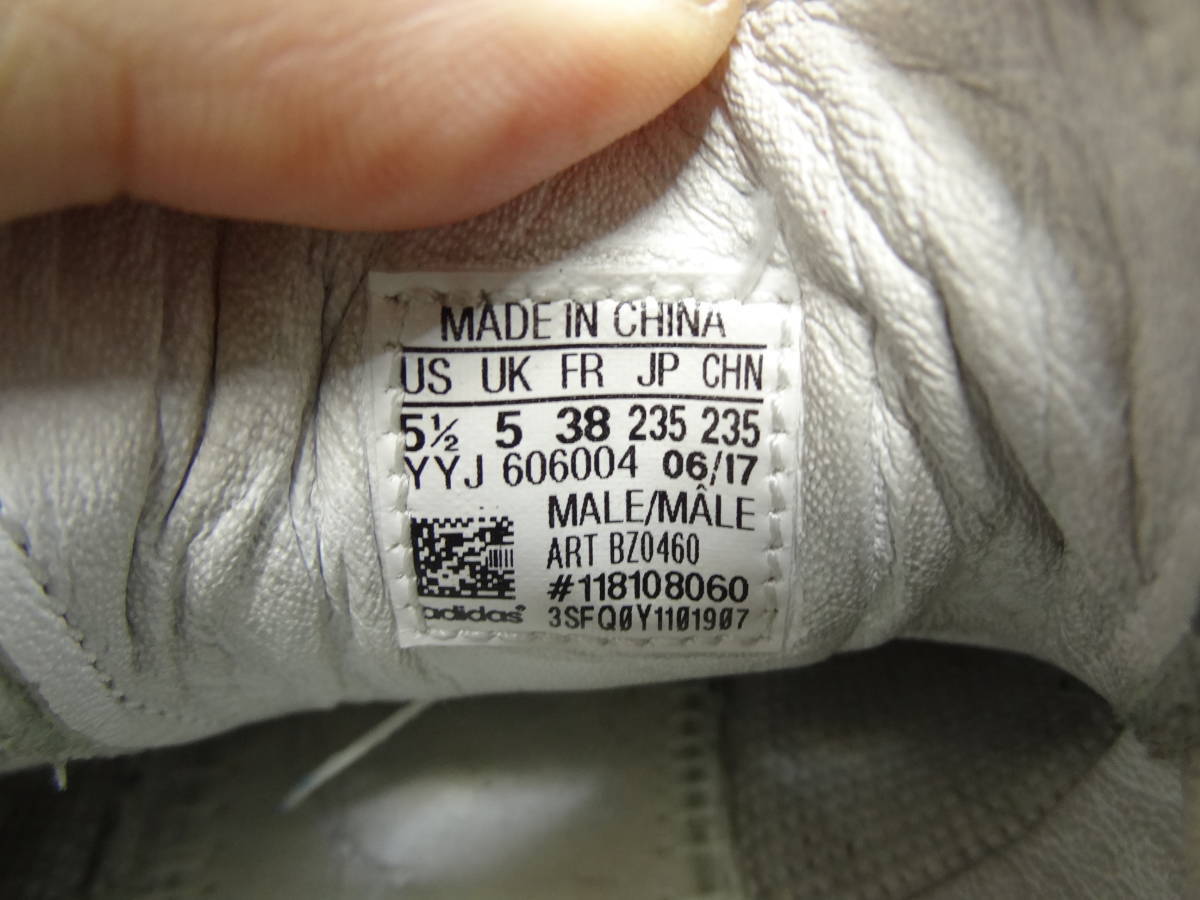 MADE IN CHINA
US UK FR JP CHN
5½ 5 38 235 235
YYJ 606004 06/17
MALE/MÂLE
ART BZ0460
#118108060
adidas 3SFQ0Y1101907